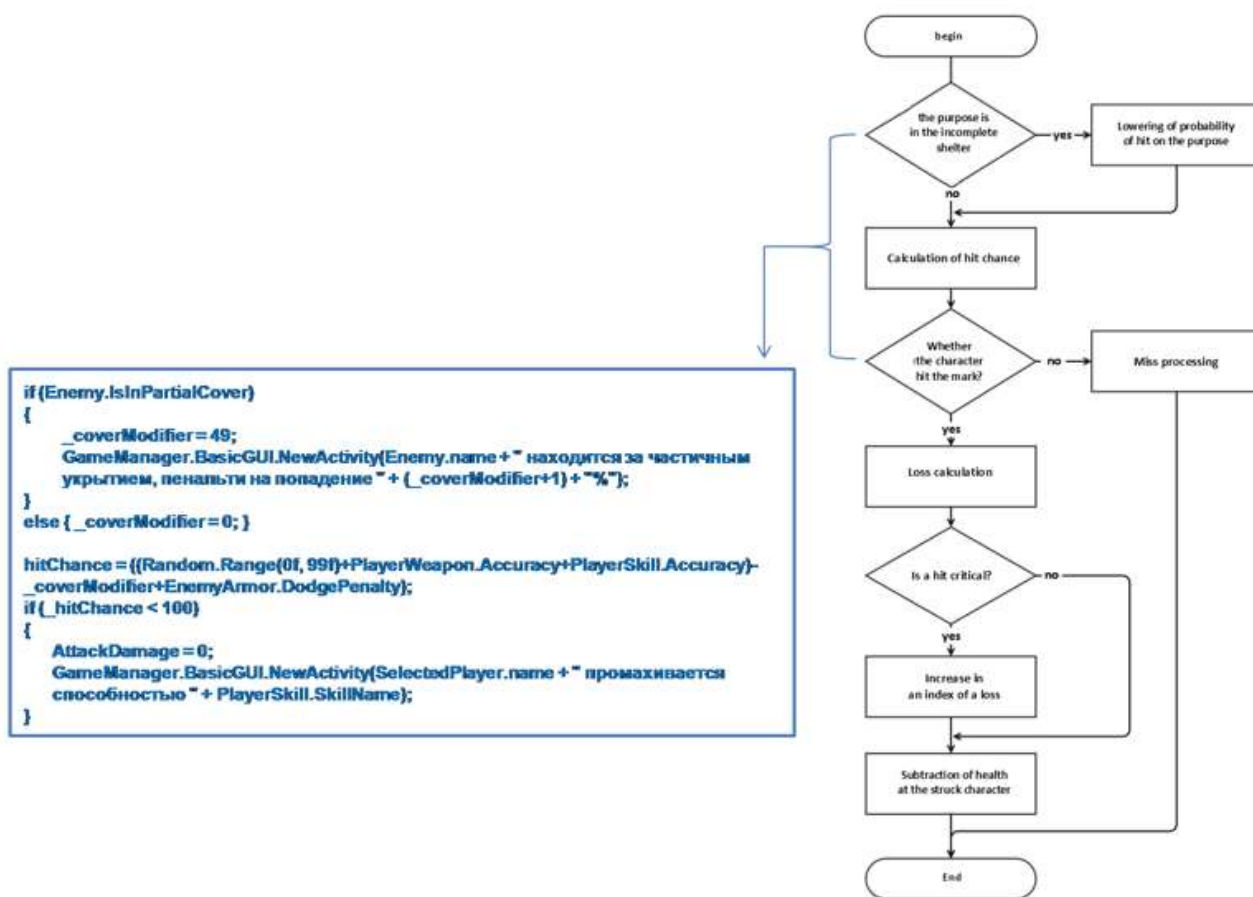 begin
the purpose is
in the incomplete
shelter
yes
Lowering of probability
of hit on the purpose
no
Calculation of hit chance
Whether
the character
hit the mark?
no
Miss processing
yes
Loss calculation
Is a hit critical?
no
yes
Increase in
an index of a loss
Subtraction of health
at the struck character
End
if (Enemy.IsInPartialCover)
{
_coverModifier = 49;
GameManager.BasicGUI.NewActivity(Enemy.name + " находится за частичным
укрытием, пенальти на попадение " + (_coverModifier+1) + "%");
}
else { _coverModifier = 0; }
hitChance = ((Random.Range(0f, 99f)+PlayerWeapon.Accuracy+PlayerSkill.Accuracy)-
_coverModifier+EnemyArmor.DodgePenalty);
if (_hitChance < 100)
{
AttackDamage = 0;
GameManager.BasicGUI.NewActivity(SelectedPlayer.name + " промахивается
способностью " + PlayerSkill.SkillName);
}